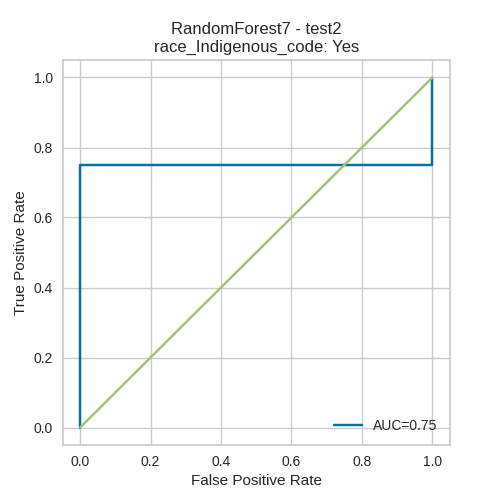 RandomForest7 - test2
race_Indigenous_code: Yes
1.0
0.8
0.6
0.4
0.2
0.0
True Positive Rate
AUC=0.75
0.0 0.2 0.4 0.6 0.8 1.0
False Positive Rate